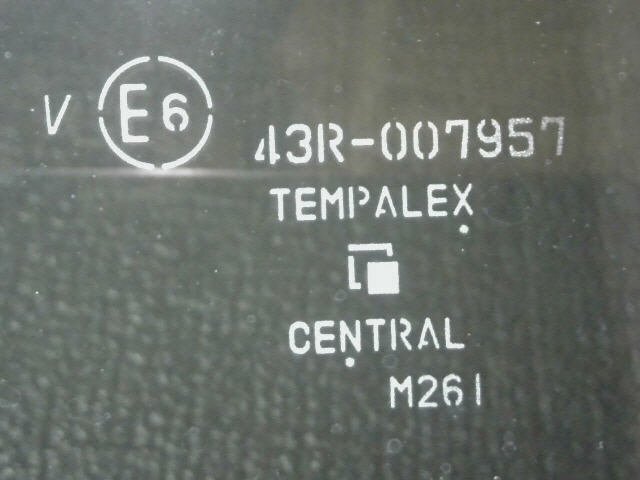 V E6 43R-007957
TEMPALEX
CENTRAL
M261